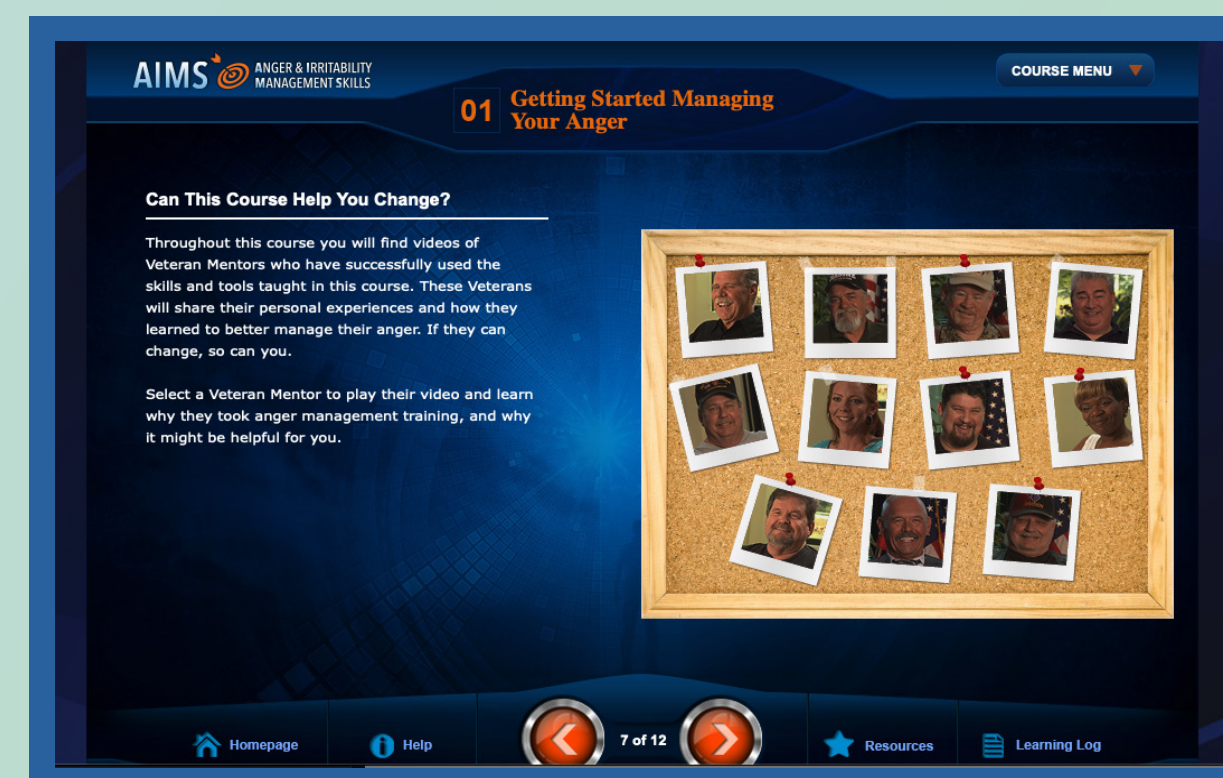 AIMS ANGER & IRRITABILITY
MANAGEMENT SKILLS
COURSE MENU
01 Getting Started Managing
Your Anger
Can This Course Help You Change?
Throughout this course you will find videos of
Veteran Mentors who have successfully used the
skills and tools taught in this course. These Veterans
will share their personal experiences and how they
learned to better manage their anger. If they can
change, so can you.
Select a Veteran Mentor to play their video and learn
why they took anger management training, and why
it might be helpful for you.
Homepage
Help
7 of 12
Resources
Learning Log